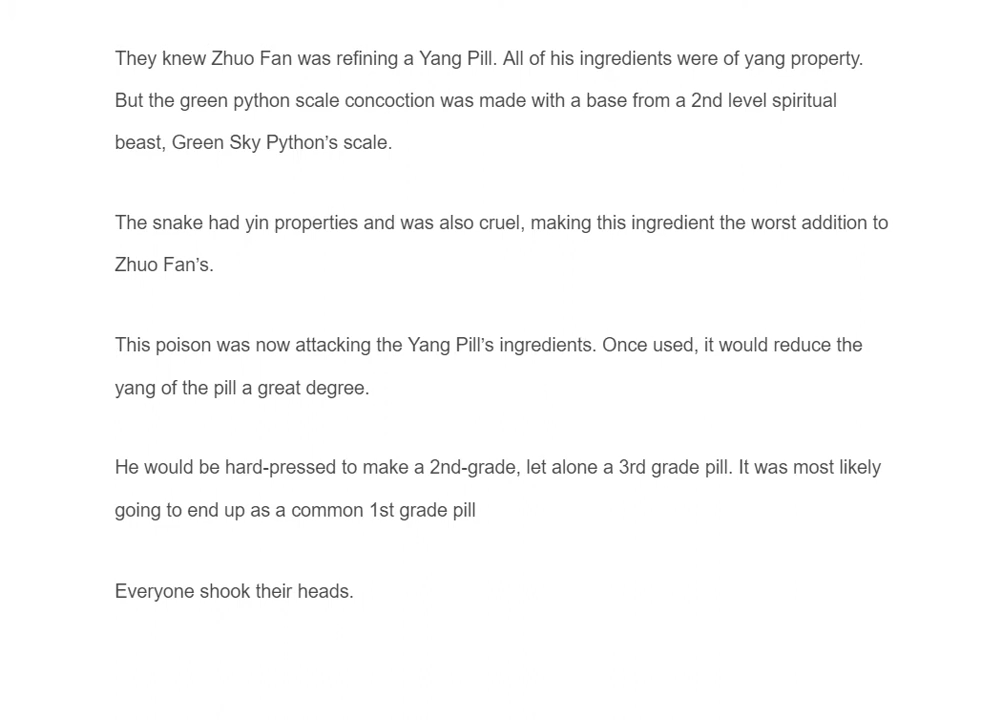 They knew Zhuo Fan was refining a Yang Pill. All of his ingredients were of yang property.
But the green python scale concoction was made with a base from a 2nd level spiritual
beast, Green Sky Python’s scale.
The snake had yin properties and was also cruel, making this ingredient the worst addition to
Zhuo Fan’s.
This poison was now attacking the Yang Pill’s ingredients. Once used, it would reduce the
yang of the pill a great degree.
He would be hard-pressed to make a 2nd-grade, let alone a 3rd grade pill. It was most likely
going to end up as a common 1st grade pill
Everyone shook their heads.